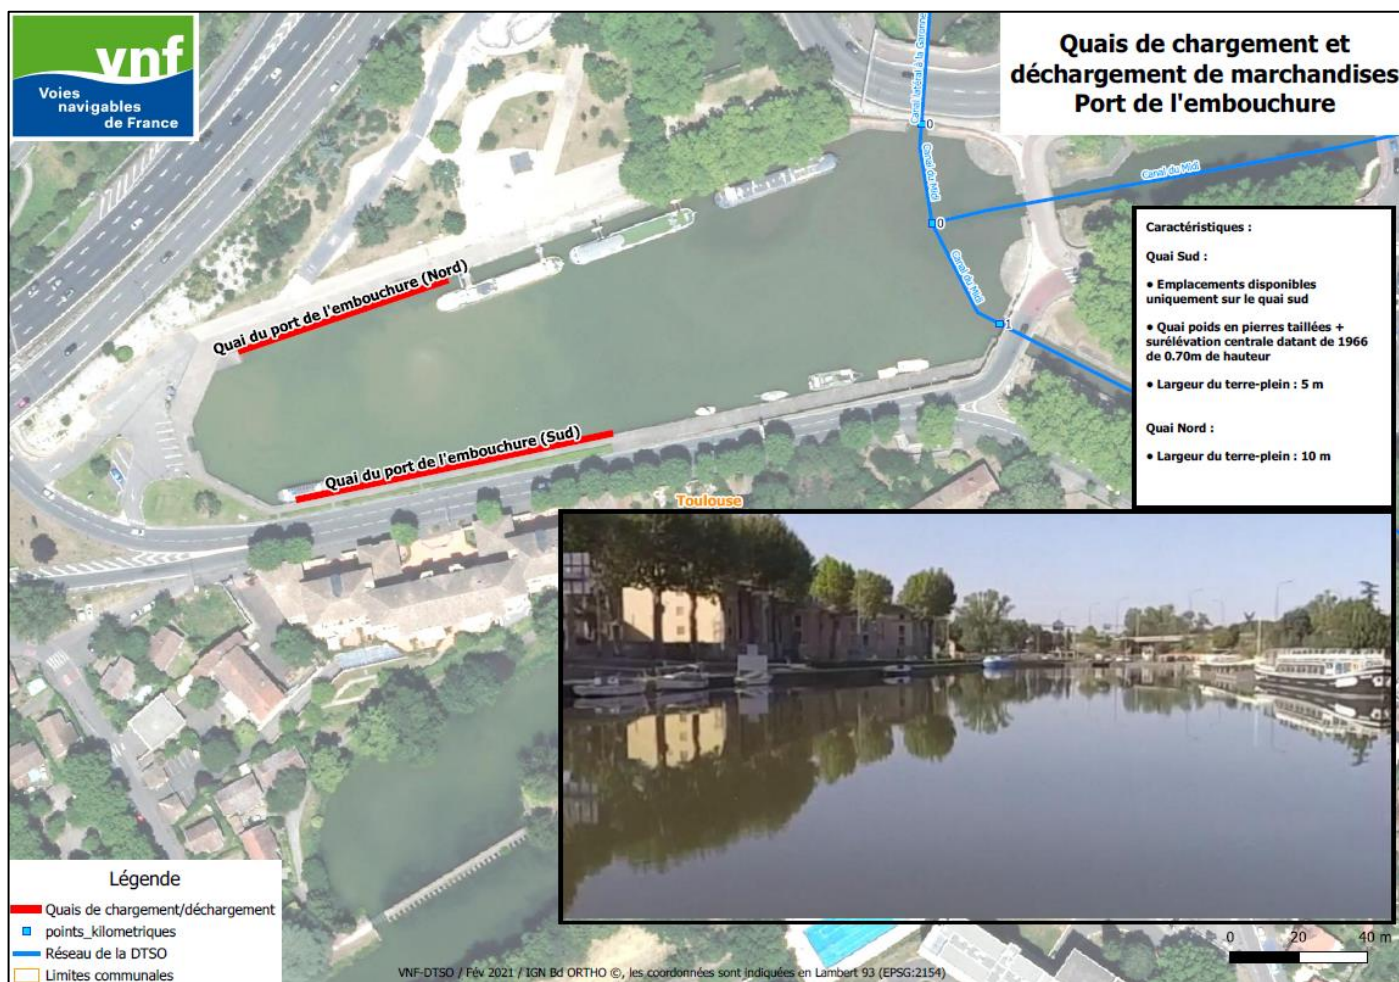 vnf
Voies
navigables
de France
Quais de chargement et
déchargement de marchandises
Port de l'embouchure
Canal latéral à la Garonne
0
Canal du Midi
Canal du Midi
0
Canal du Midi
1
Caractéristiques :
Quai Sud :
● Emplacements disponibles
uniquement sur le quai sud
● Quai poids en pierres taillées +
surélévation centrale datant de 1966
de 0.70m de hauteur
● Largeur du terre-plein : 5 m
Quai Nord :
● Largeur du terre-plein : 10 m
Quai du port de l'embouchure (Nord)
Quai du port de l'embouchure (Sud)
Toulouse
Légende
Quais de chargement/déchargement
points_kilometriques
Réseau de la DTSO
Limites communales
VNF-DTSO / Fév 2021 / IGN Bd ORTHO ©, les coordonnées sont indiquées en Lambert 93 (EPSG:2154)
0 20 40 m